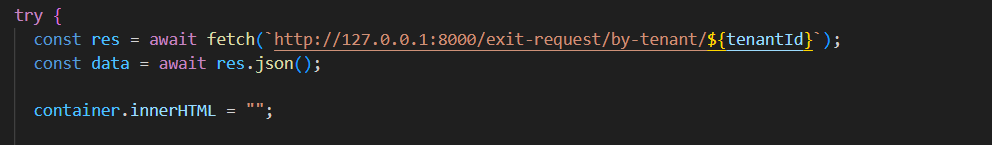 try {
const res = await fetch(`http://127.0.0.1:8000/exit-request/by-tenant/${tenantId}`);
const data = await res.json();
container.innerHTML = "";